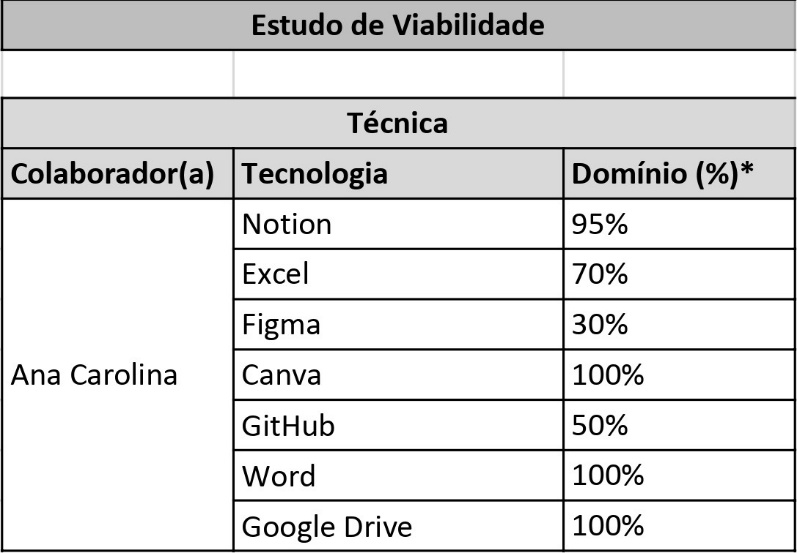 Estudo de Viabilidade
Técnica
Colaborador(a) Tecnologia Domínio (%)*
Notion 95%
Excel 70%
Figma 30%
Ana Carolina Canva 100%
GitHub 50%
Word 100%
Google Drive 100%